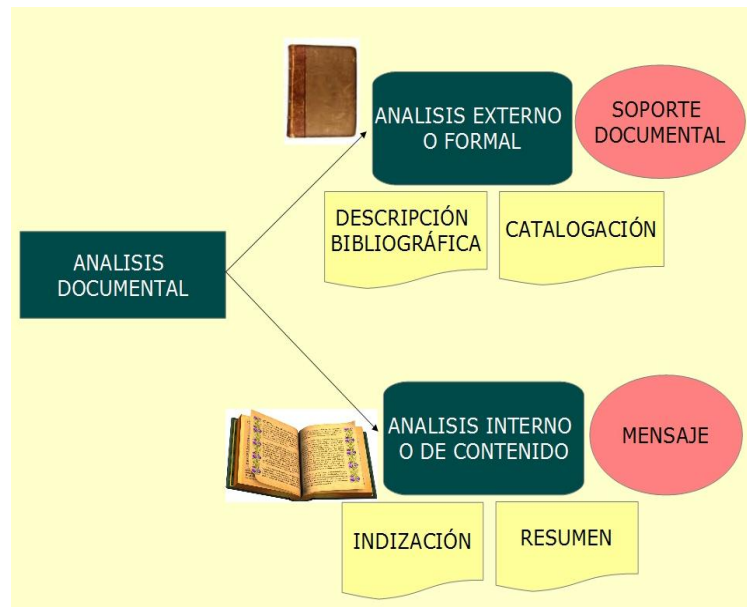 ANALISIS EXTERNO
O FORMAL
SOPORTE
DOCUMENTAL
DESCRIPCIÓN
BIBLIOGRÁFICA
CATALOGACIÓN
ANALISIS
DOCUMENTAL
ANALISIS INTERNO
O DE CONTENIDO
MENSAJE
INDIZACIÓN
RESUMEN